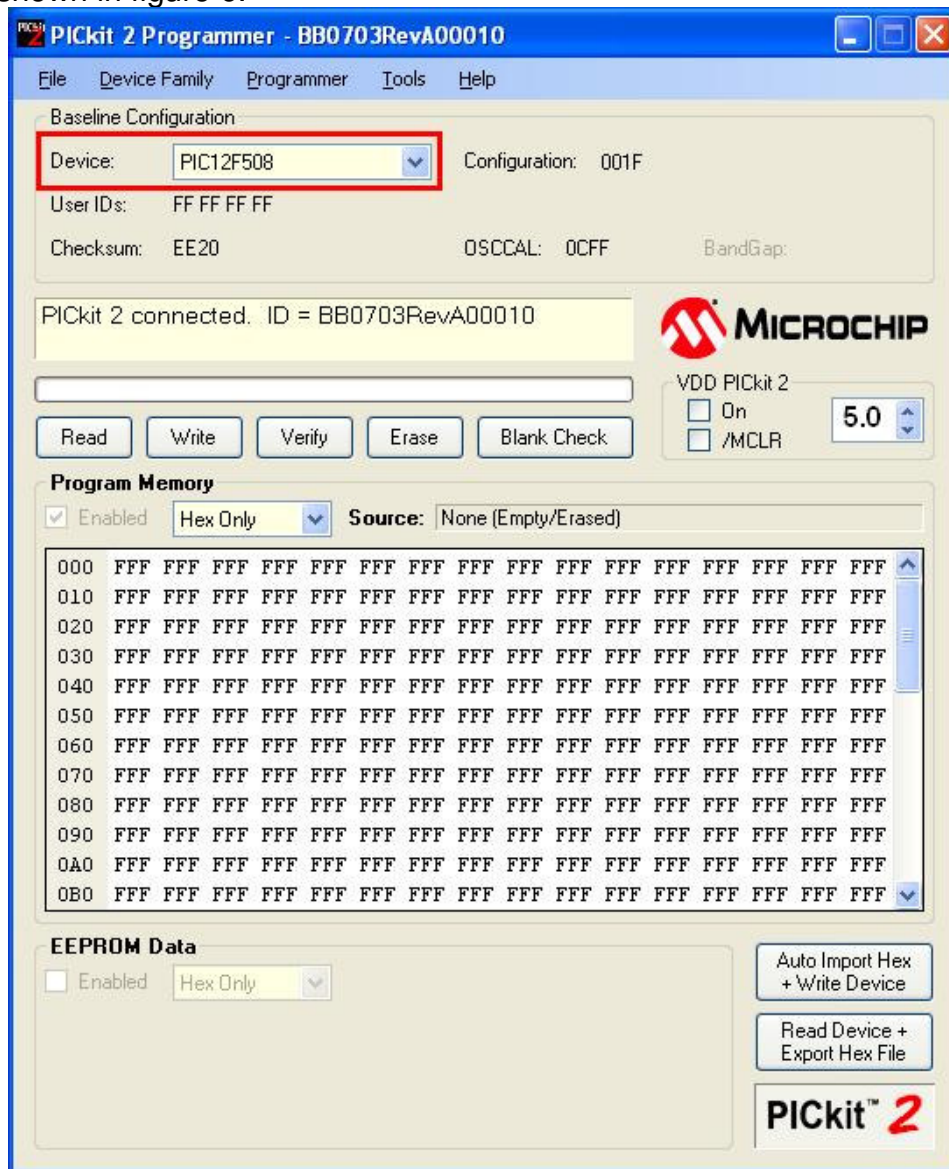 PICkit 2 Programmer - BB0703RevA00010
File Device Family Programmer Tools Help
Baseline Configuration
Device: PIC12F508 Configuration: 001F
User IDs: FF FF FF FF
Checksum: EE20 OSCCAL: 0CFF BandGap:
PICkit 2 connected. ID = BB0703RevA00010
MICROCHIP
VDD PICkit 2
On
/MCLR
5.0
Read Write Verify Erase Blank Check
Program Memory
Enabled Hex Only Source: None (Empty/Erased)
000 FFF FFF FFF FFF FFF FFF FFF FFF FFF FFF FFF FFF FFF FFF FFF FFF
010 FFF FFF FFF FFF FFF FFF FFF FFF FFF FFF FFF FFF FFF FFF FFF FFF
020 FFF FFF FFF FFF FFF FFF FFF FFF FFF FFF FFF FFF FFF FFF FFF FFF
030 FFF FFF FFF FFF FFF FFF FFF FFF FFF FFF FFF FFF FFF FFF FFF FFF
040 FFF FFF FFF FFF FFF FFF FFF FFF FFF FFF FFF FFF FFF FFF FFF FFF
050 FFF FFF FFF FFF FFF FFF FFF FFF FFF FFF FFF FFF FFF FFF FFF FFF
060 FFF FFF FFF FFF FFF FFF FFF FFF FFF FFF FFF FFF FFF FFF FFF FFF
070 FFF FFF FFF FFF FFF FFF FFF FFF FFF FFF FFF FFF FFF FFF FFF FFF
080 FFF FFF FFF FFF FFF FFF FFF FFF FFF FFF FFF FFF FFF FFF FFF FFF
090 FFF FFF FFF FFF FFF FFF FFF FFF FFF FFF FFF FFF FFF FFF FFF FFF
0A0 FFF FFF FFF FFF FFF FFF FFF FFF FFF FFF FFF FFF FFF FFF FFF FFF
0B0 FFF FFF FFF FFF FFF FFF FFF FFF FFF FFF FFF FFF FFF FFF FFF FFF
EEPROM Data
Enabled Hex Only
Auto Import Hex
+ Write Device
Read Device +
Export Hex File
PICkit™ 2